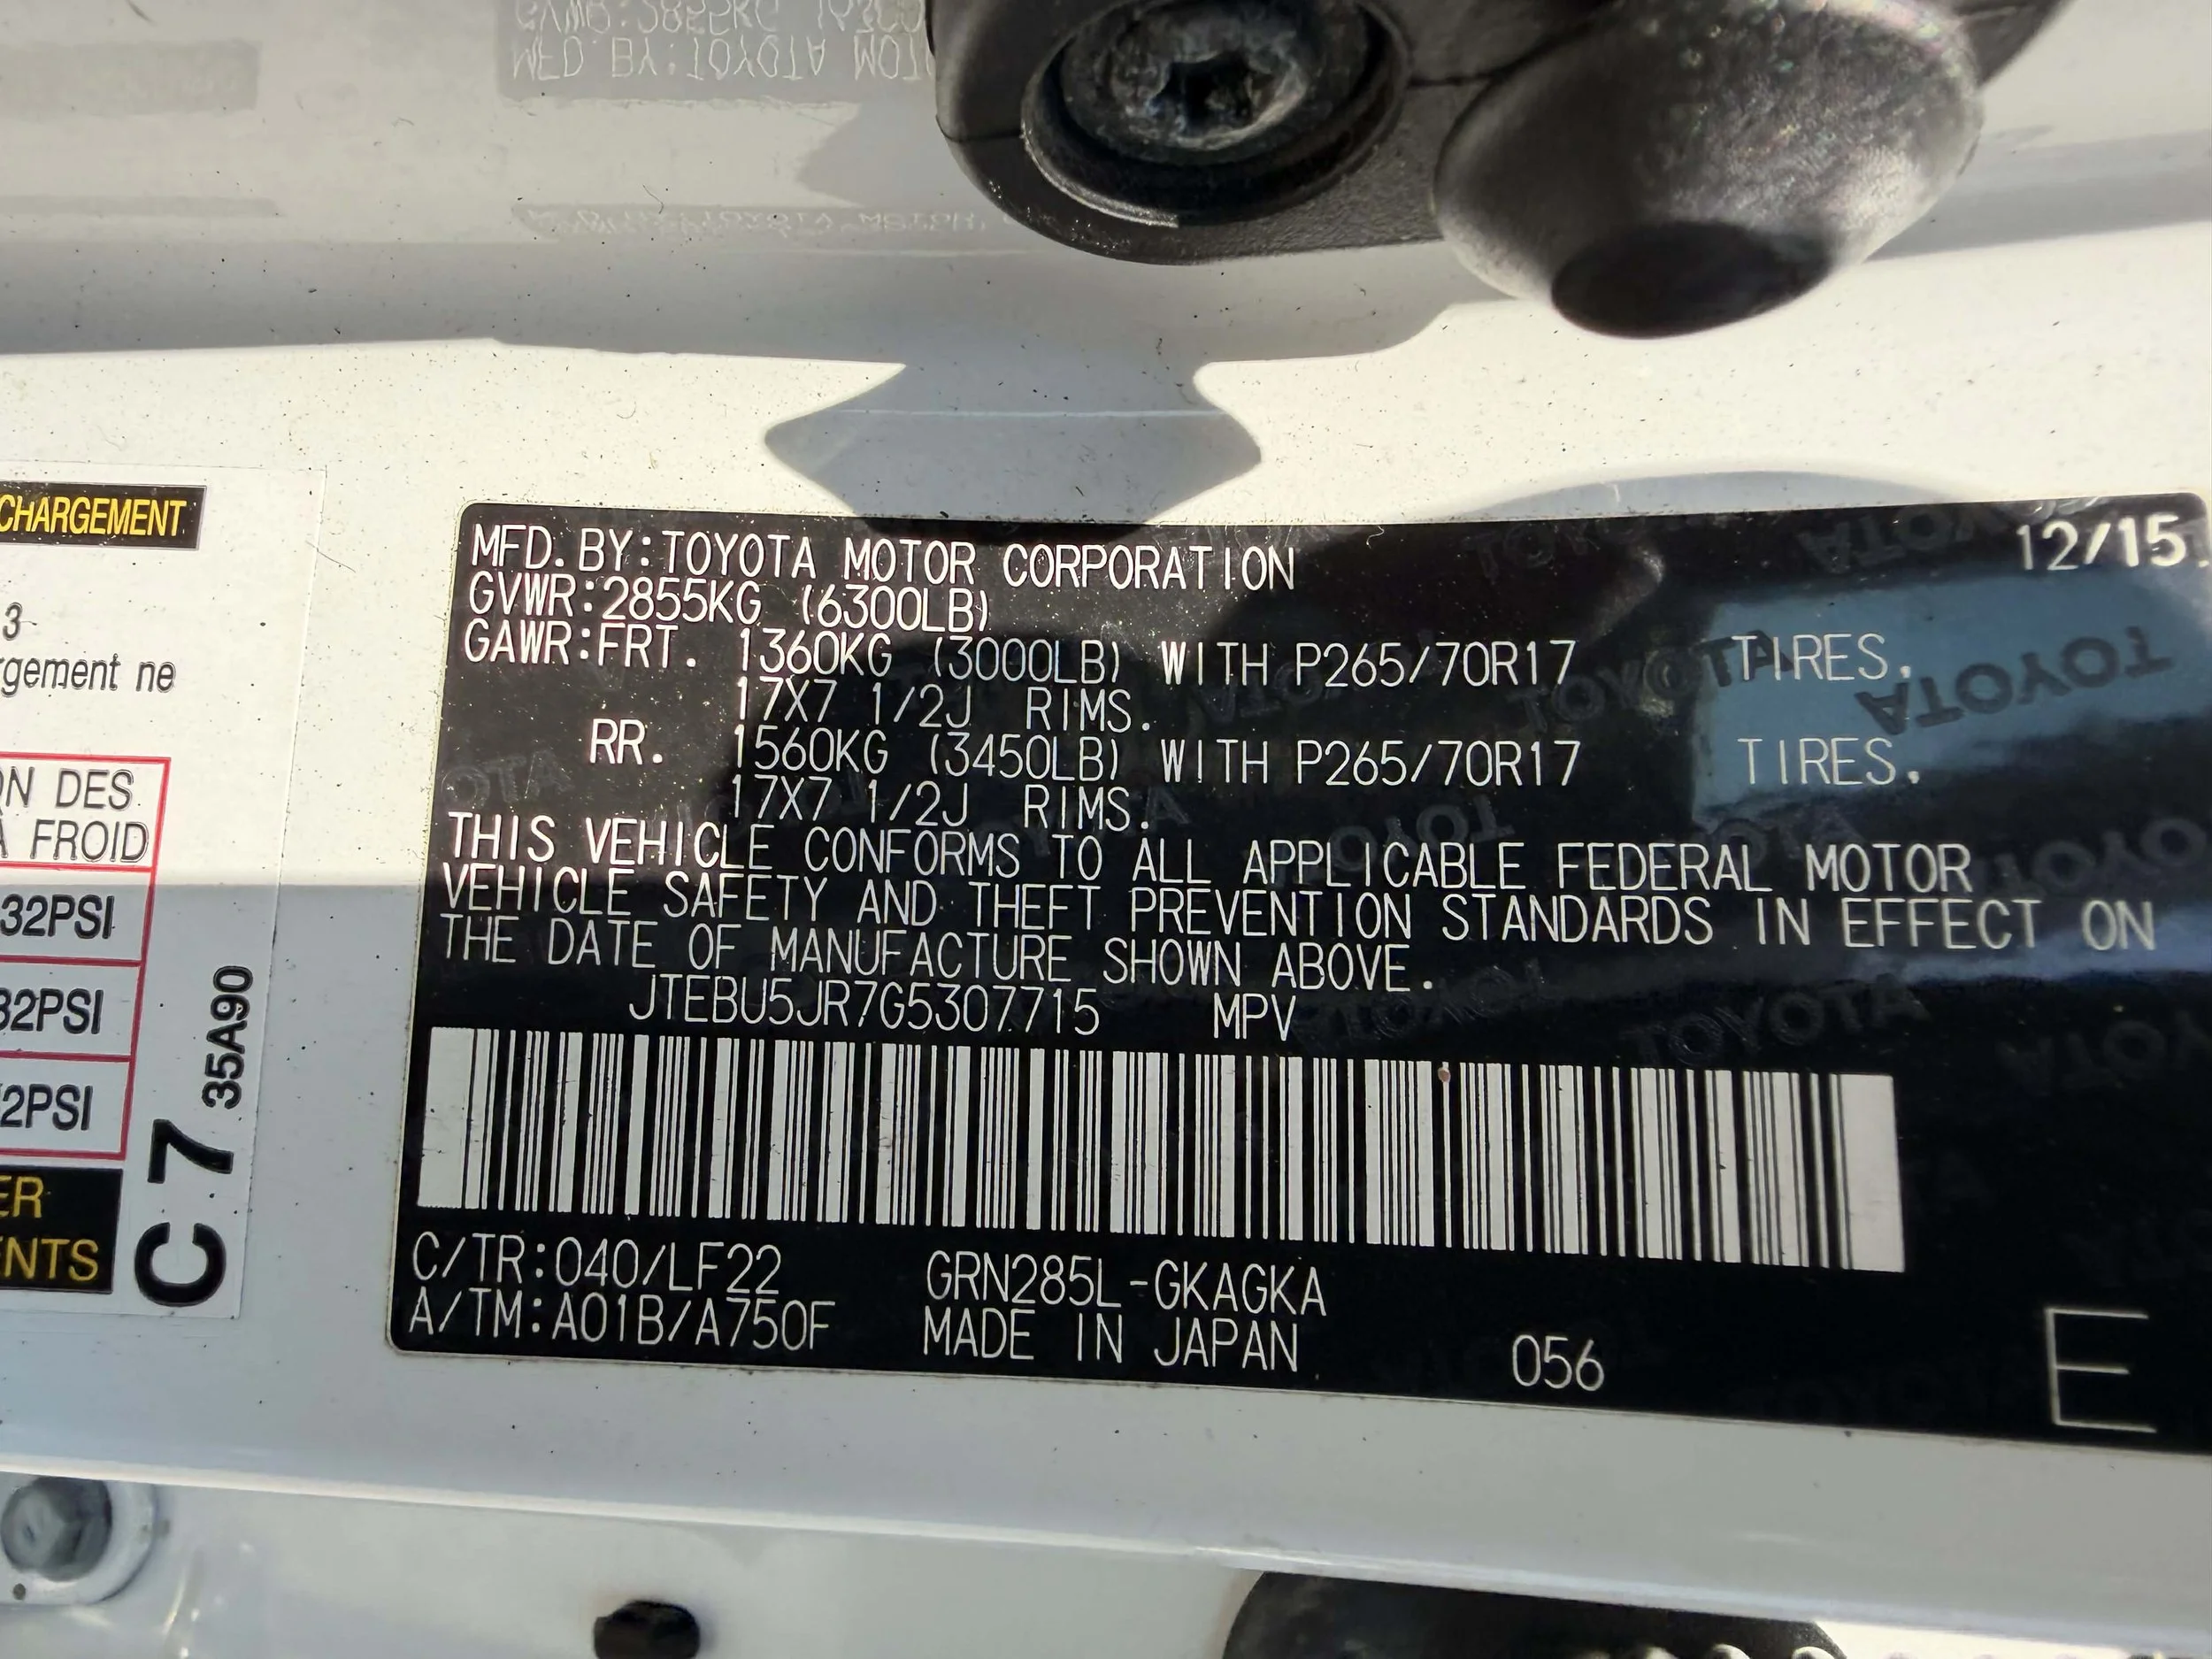 CHARGEMENT
3
rgement ne
ON DES
À FROID
32PSI
32PSI
2PSI
ER
ENTS
C 7 35A90
MFD. BY:TOYOTA MOTOR CORPORATION 12/15
GVWR:2855KG (6300LB)
GAWR:FRT. 1360KG (3000LB) WITH P265/70R17 TIRES.
17X7 1/2J RIMS.
RR. 1560KG (3450LB) WITH P265/70R17 TIRES.
17X7 1/2J RIMS.
THIS VEHICLE CONFORMS TO ALL APPLICABLE FEDERAL MOTOR
VEHICLE SAFETY AND THEFT PREVENTION STANDARDS IN EFFECT ON
THE DATE OF MANUFACTURE SHOWN ABOVE.
JTEBU5JR7G5307715 MPV
C/TR:040/LF22 GRN285L-GKAGKA
A/TM:A01B/A750F MADE IN JAPAN 056
E